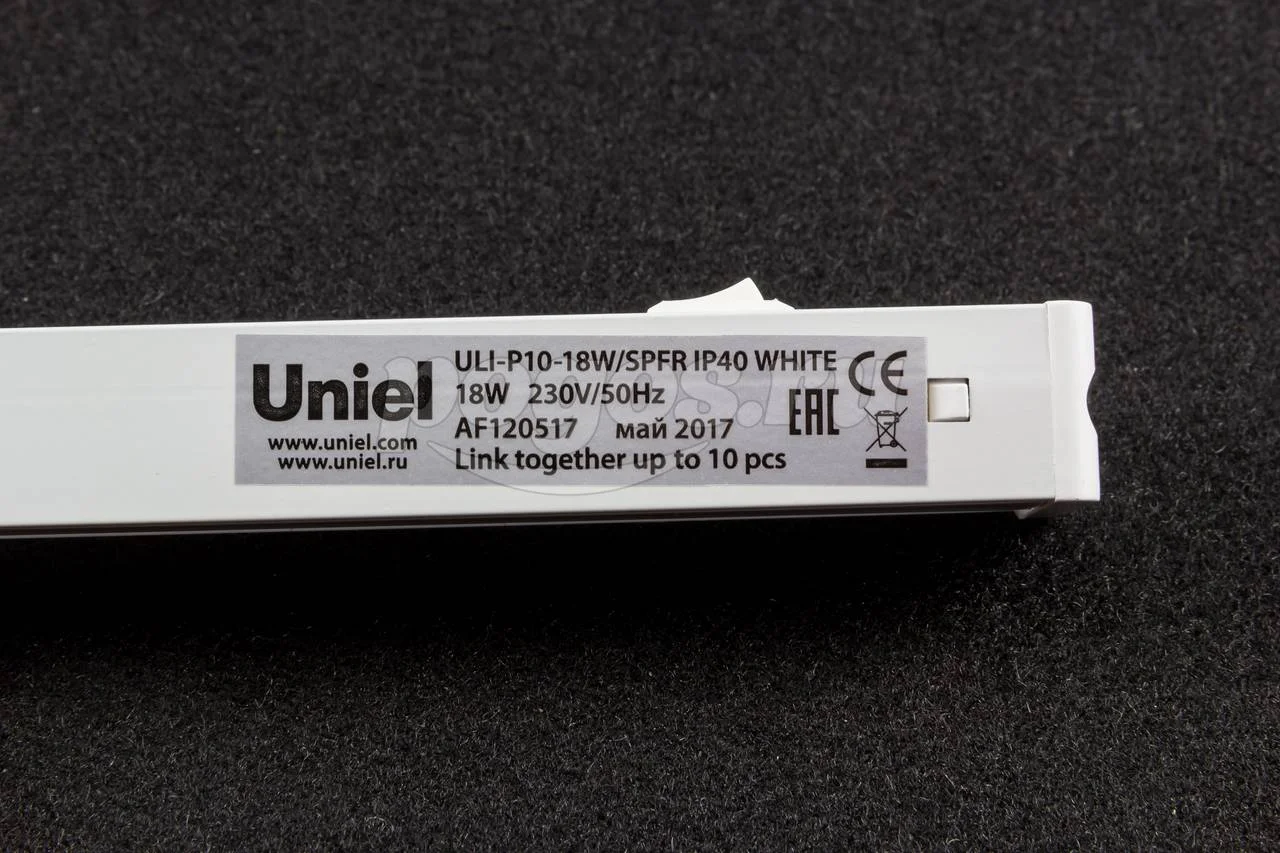 Uniel
www.uniel.com
www.uniel.ru
ULI-P10-18W/SPFR IP40 WHITE
18W 230V/50Hz
AF120517 май 2017
Link together up to 10 pcs
CE
EAC